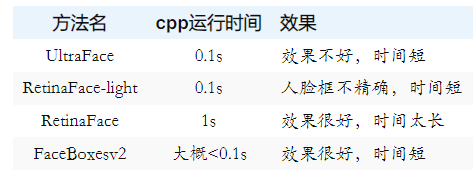 方法名 cpp运行时间 效果
UltraFace 0.1s 效果不好，时间短
RetinaFace-light 0.1s 人脸框不精确，时间短
RetinaFace 1s 效果很好，时间太长
FaceBoxesv2 大概<0.1s 效果很好，时间短